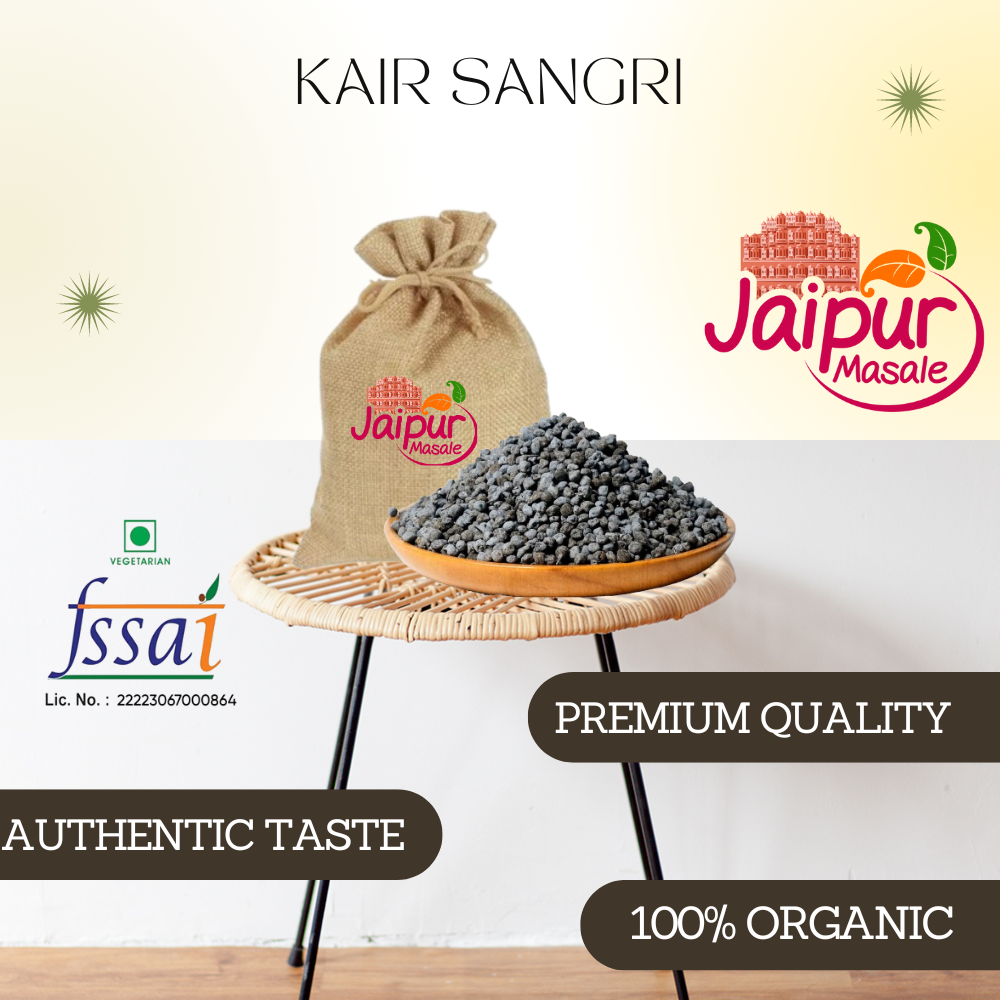 KAIR SANGRI
Jaipur
Masale
Jaipur
Masale
VEGETARIAN
fssai
Lic. No. : 22223067000864
PREMIUM QUALITY
AUTHENTIC TASTE
100% ORGANIC